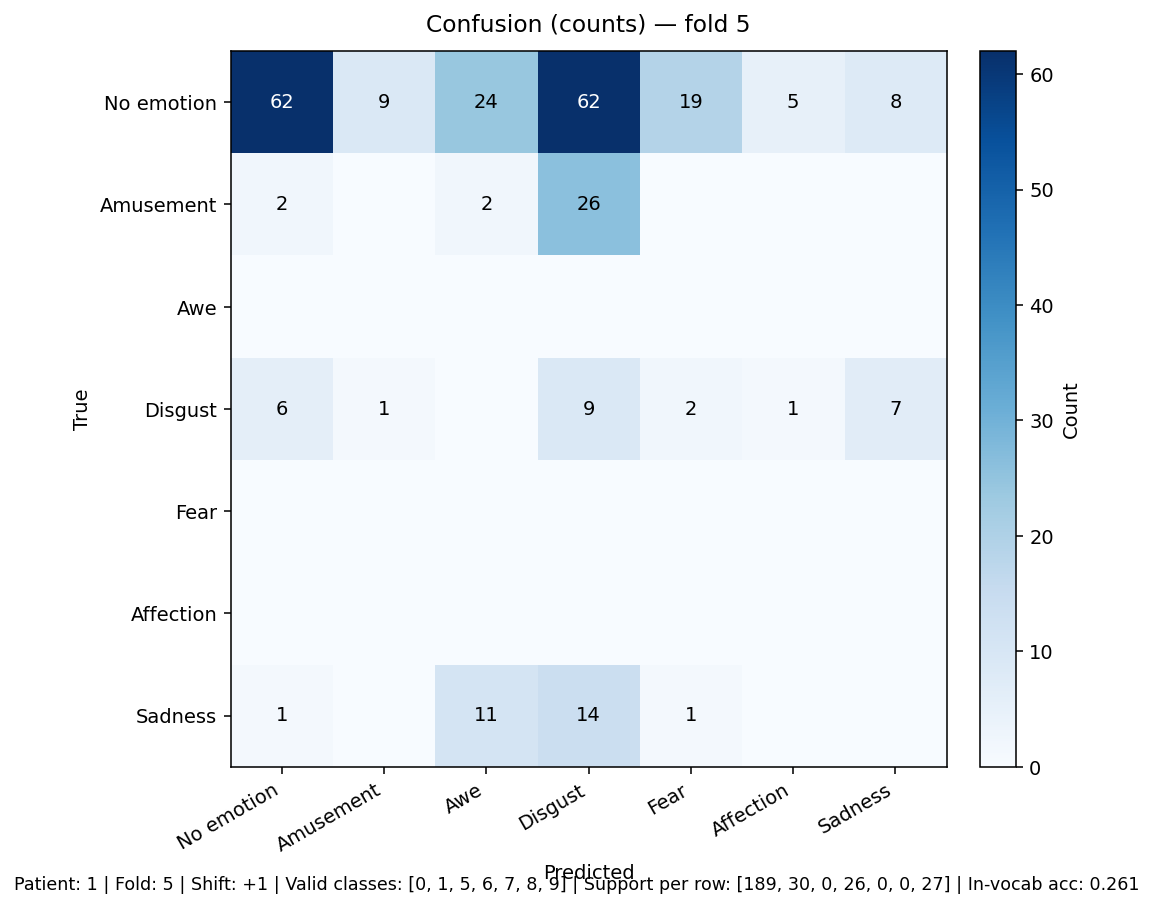 Confusion (counts) — fold 5
No emotion 62 9 24 62 19 5 8
Amusement 2 2 26
Awe
Disgust 6 1 9 2 1 7
Fear
Affection
Sadness 1 11 14 1
True
No emotion Amusement Awe Disgust Fear Affection Sadness
Predicted
60
50
40
30
20
10
0
Count
Patient: 1 | Fold: 5 | Shift: +1 | Valid classes: [0, 1, 5, 6, 7, 8, 9] | Support per row: [189, 30, 0, 26, 0, 0, 27] | In-vocab acc: 0.261